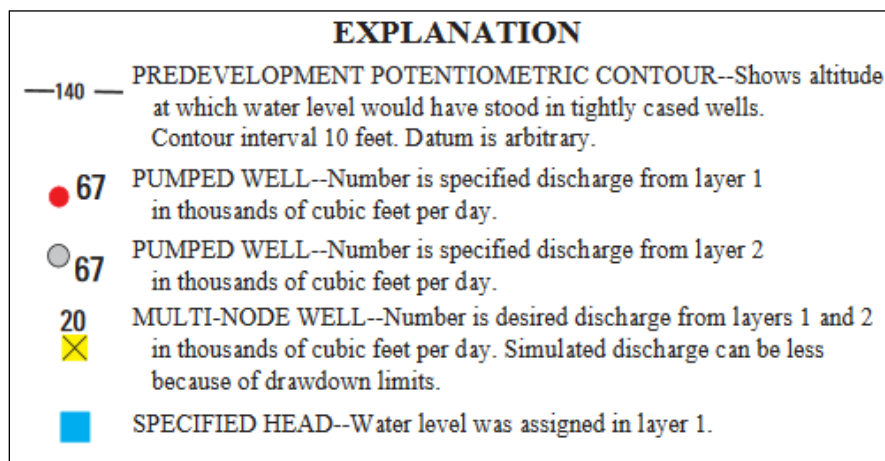 EXPLANATION
—140 — PREDEVELOPMENT POTENTIOMETRIC CONTOUR--Shows altitude
at which water level would have stood in tightly cased wells.
Contour interval 10 feet. Datum is arbitrary.
67 PUMPED WELL--Number is specified discharge from layer 1
in thousands of cubic feet per day.
67 PUMPED WELL--Number is specified discharge from layer 2
in thousands of cubic feet per day.
20 MULTI-NODE WELL--Number is desired discharge from layers 1 and 2
in thousands of cubic feet per day. Simulated discharge can be less
because of drawdown limits.
SPECIFIED HEAD--Water level was assigned in layer 1.